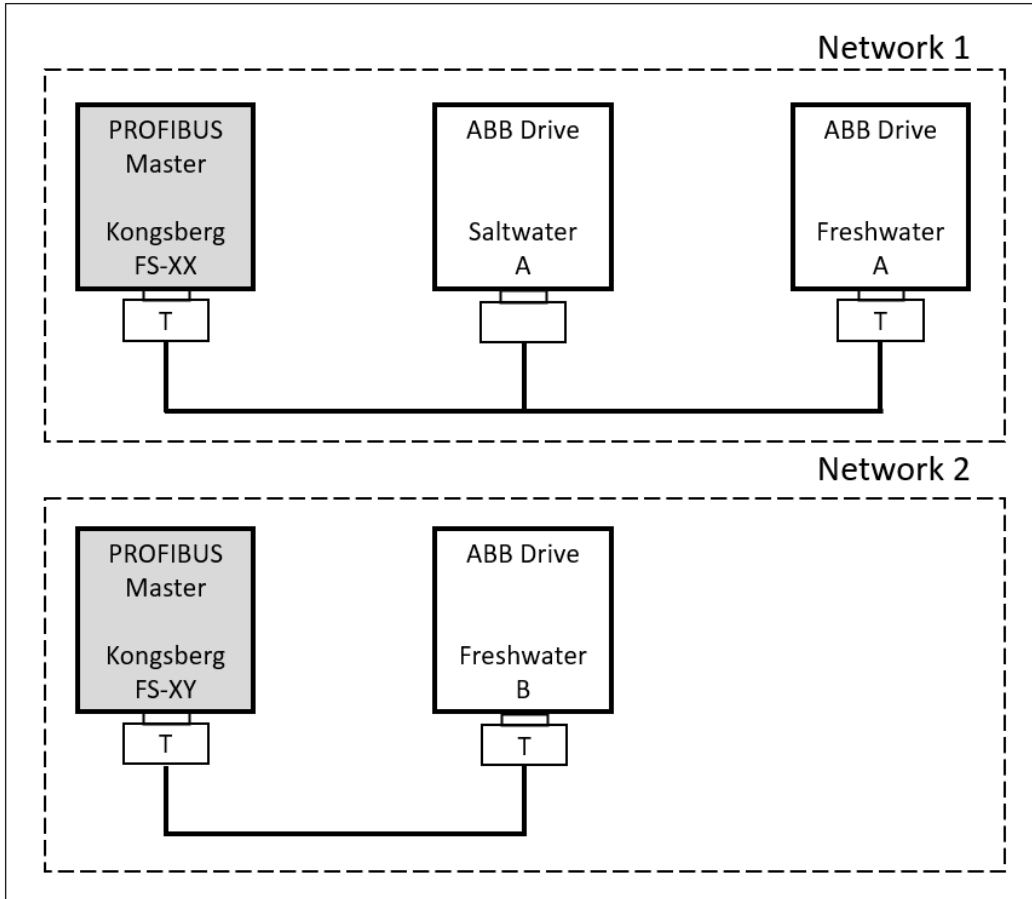 Network 1
PROFIBUS
Master
Kongsberg
FS-XX
T
ABB Drive
Saltwater
A
ABB Drive
Freshwater
A
T
Network 2
PROFIBUS
Master
Kongsberg
FS-XY
T
ABB Drive
Freshwater
B
T